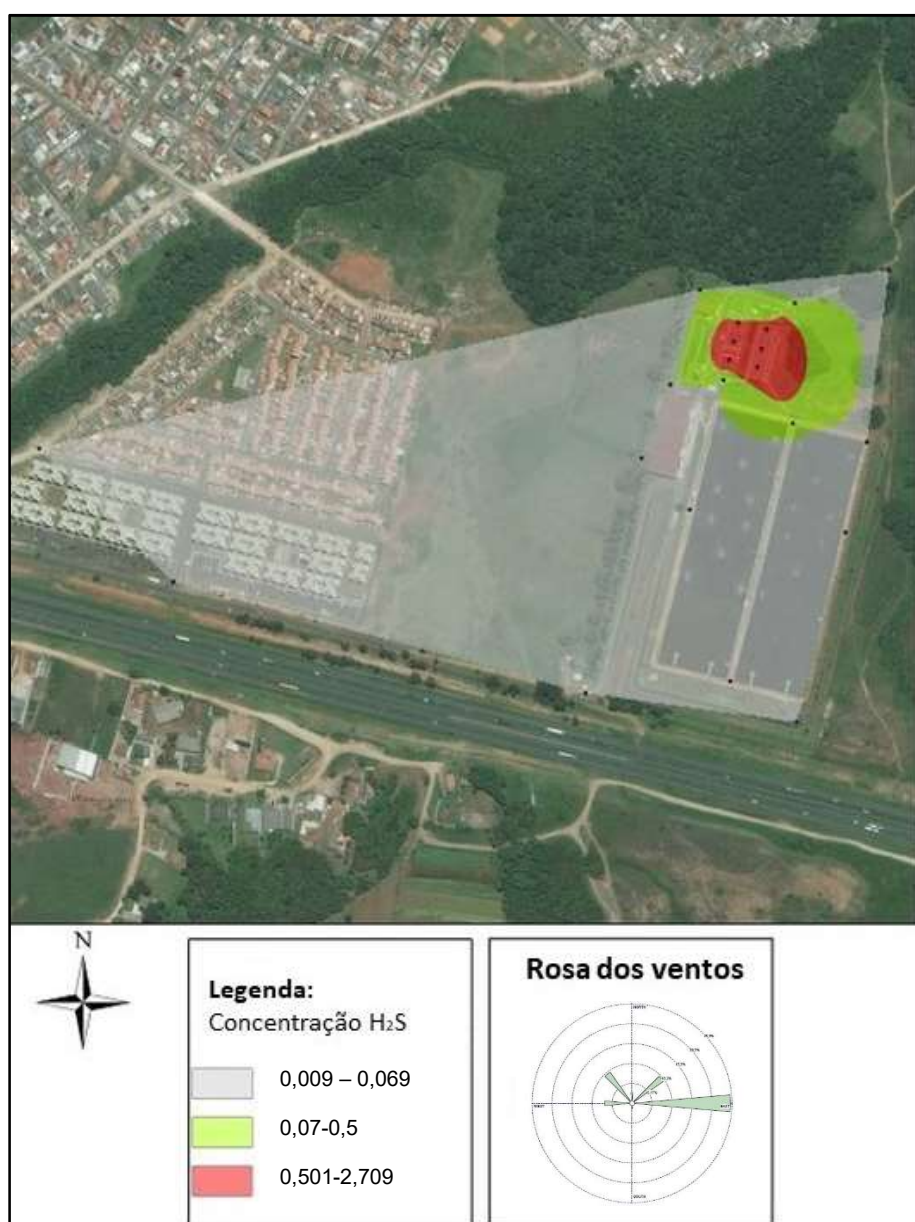 N
Legenda:
Concentração H₂S
0,009 – 0,069
0,07-0,5
0,501-2,709
Rosa dos ventos